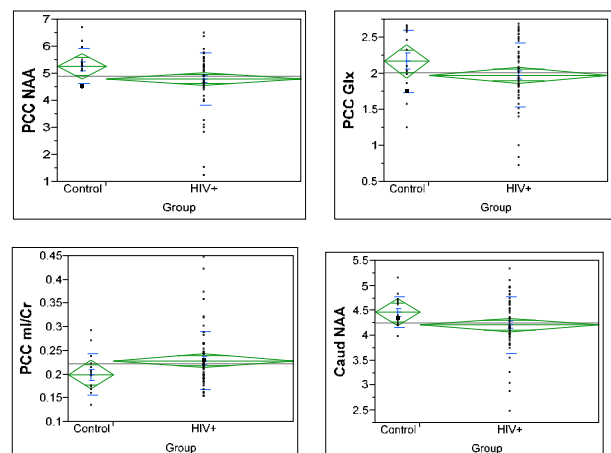 7
6
5
4
3
2
1
PCC NAA
Control
HIV+
Group
2.5
2
1.5
1
0.5
PCC Glx
Control
HIV+
Group
0.45
0.4
0.35
0.3
0.25
0.2
0.15
0.1
PCC mI/Cr
Control
HIV+
Group
5.5
5
4.5
4
3.5
3
2.5
Caud NAA
Control
HIV+
Group